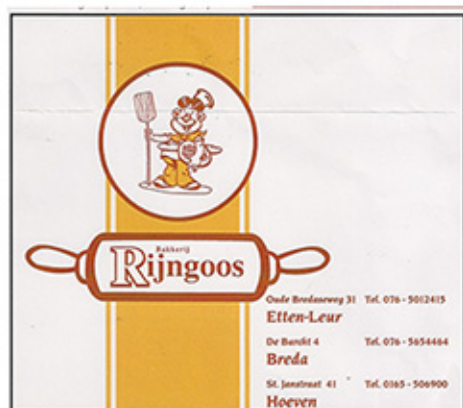 Bakkerij
Rijngoos
Oude Bredaseweg 31 Tel. 076 - 5012415
Etten-Leur
De Burcht 4 Tel. 076 - 5654464
Breda
St. Janstraat 41 Tel. 0165 - 506900
Hoeven